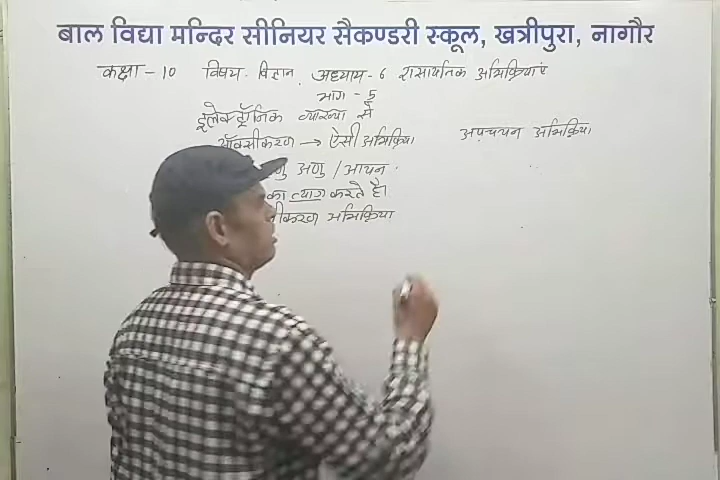 बाल विद्या मन्दिर सीनियर सैकण्डरी स्कूल, खत्रीपुरा, नागौर
कक्षा - 10 विषय - विज्ञान . अध्याय - 6 रासायनिक अभिक्रियाएं
भाग - 5
इलेक्ट्रॉनिक व्याख्या से
ऑक्सीकरण → ऐसी अभिक्रिया अपचयन अभिक्रिया
अणु / आयन .
का त्याग करते है।
अभिक्रिया